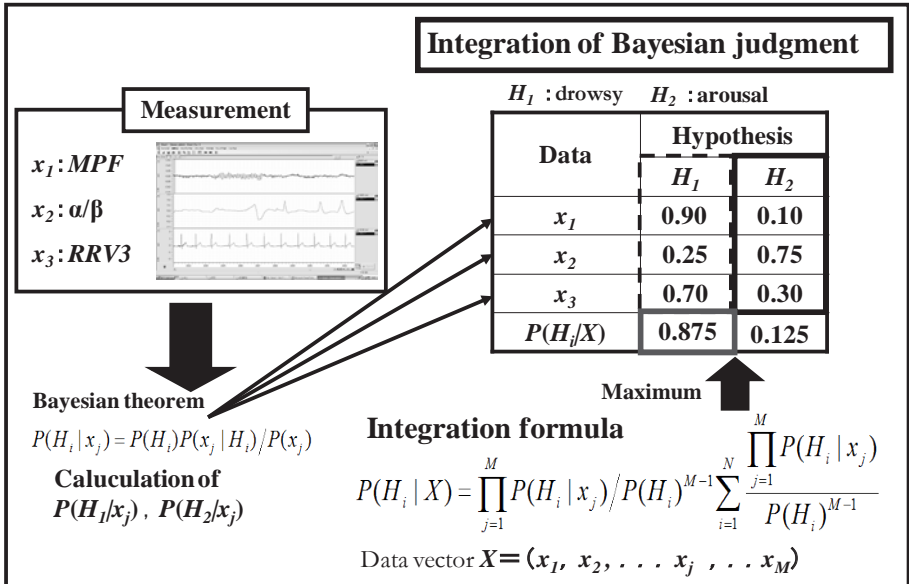 Integration of Bayesian judgment
Measurement
x₁ : MPF
x₂ : α/β
x₃ : RRV3
H₁ : drowsy H₂ : arousal
Data Hypothesis
H₁ H₂
x₁ 0.90 0.10
x₂ 0.25 0.75
x₃ 0.70 0.30
P(Hᵢ/X) 0.875 0.125
Maximum
Bayesian theorem
P(Hᵢ | xⱼ) = P(Hᵢ)P(xⱼ | Hᵢ)/P(xⱼ)
Caluculation of
P(H₁/xⱼ) , P(H₂/xⱼ)
Integration formula
P(Hᵢ | X) = ∏_{j=1}^{M} P(Hᵢ | xⱼ) / P(Hᵢ)^{M−1} ∑_{i=1}^{N} \frac{∏_{j=1}^{M} P(Hᵢ | xⱼ)}{P(Hᵢ)^{M−1}}
Data vector X = (x₁, x₂, . . . xⱼ , . . x_M)